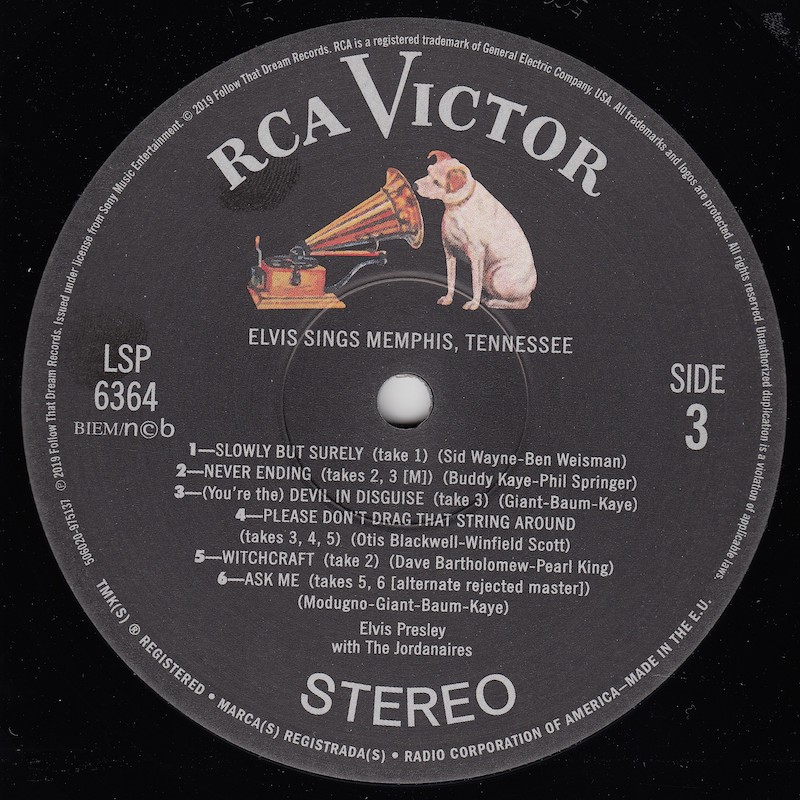 ℗ 2019 Follow That Dream Records. Issued under license from Sony Music Entertainment. © 2019 Follow That Dream Records. RCA is a registered trademark of General Electric Company, USA. All trademarks and logos are protected. All rights reserved. Unauthorized duplication is a violation of applicable laws.
RCA VICTOR
ELVIS SINGS MEMPHIS, TENNESSEE
LSP
6364
BIEM/n©b
SIDE
3
1—SLOWLY BUT SURELY (take 1) (Sid Wayne-Ben Weisman)
2—NEVER ENDING (takes 2, 3 [M]) (Buddy Kaye-Phil Springer)
3—(You're the) DEVIL IN DISGUISE (take 3) (Giant-Baum-Kaye)
4—PLEASE DON'T DRAG THAT STRING AROUND
(takes 3, 4, 5) (Otis Blackwell-Winfield Scott)
5—WITCHCRAFT (take 2) (Dave Bartholomew-Pearl King)
6—ASK ME (takes 5, 6 [alternate rejected master])
(Modugno-Giant-Baum-Kaye)
Elvis Presley
with The Jordanaires
STEREO
506020-975137
TMK(S) ® REGISTERED • MARCA(S) REGISTRADA(S) • RADIO CORPORATION OF AMERICA—MADE IN THE E.U.